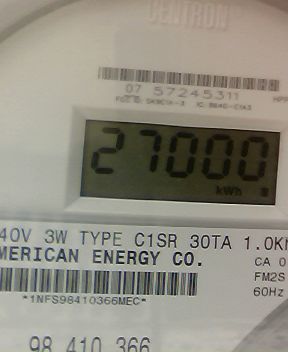 CENTRON
07 57245311
27000
kWh
40V 3W TYPE C1SR 30TA 1.0K
MERICAN ENERGY CO.
CA 0
FM2S
60Hz
*1NFS98410366MEC*
98 410 366